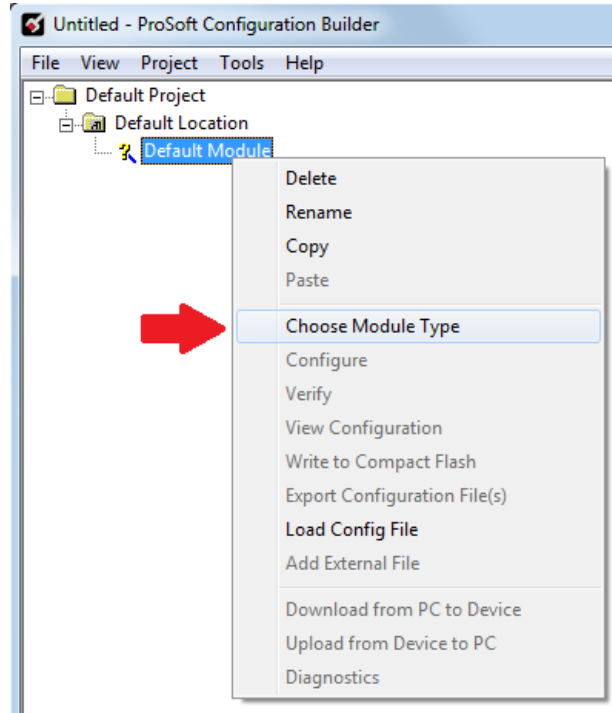 Untitled - ProSoft Configuration Builder
File View Project Tools Help
Default Project
Default Location
Default Module
Delete
Rename
Copy
Paste
Choose Module Type
Configure
Verify
View Configuration
Write to Compact Flash
Export Configuration File(s)
Load Config File
Add External File
Download from PC to Device
Upload from Device to PC
Diagnostics